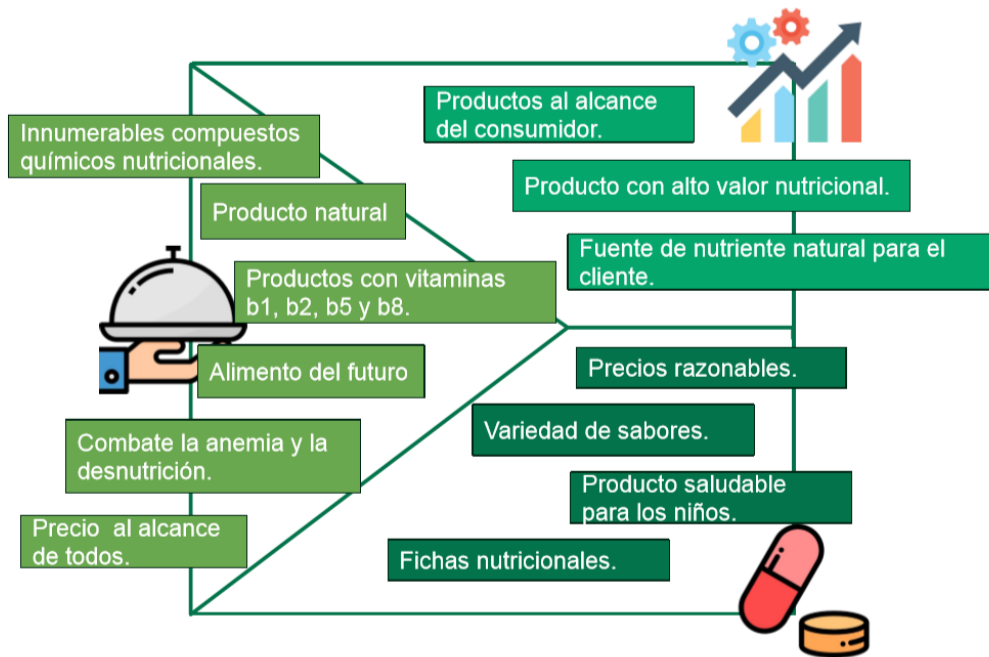 Innumerables compuestos
químicos nutricionales.
Producto natural
Productos con vitaminas
b1, b2, b5 y b8.
Alimento del futuro
Combate la anemia y la
desnutrición.
Precio al alcance
de todos.
Productos al alcance
del consumidor.
Producto con alto valor nutricional.
Fuente de nutriente natural para el
cliente.
Precios razonables.
Variedad de sabores.
Producto saludable
para los niños.
Fichas nutricionales.